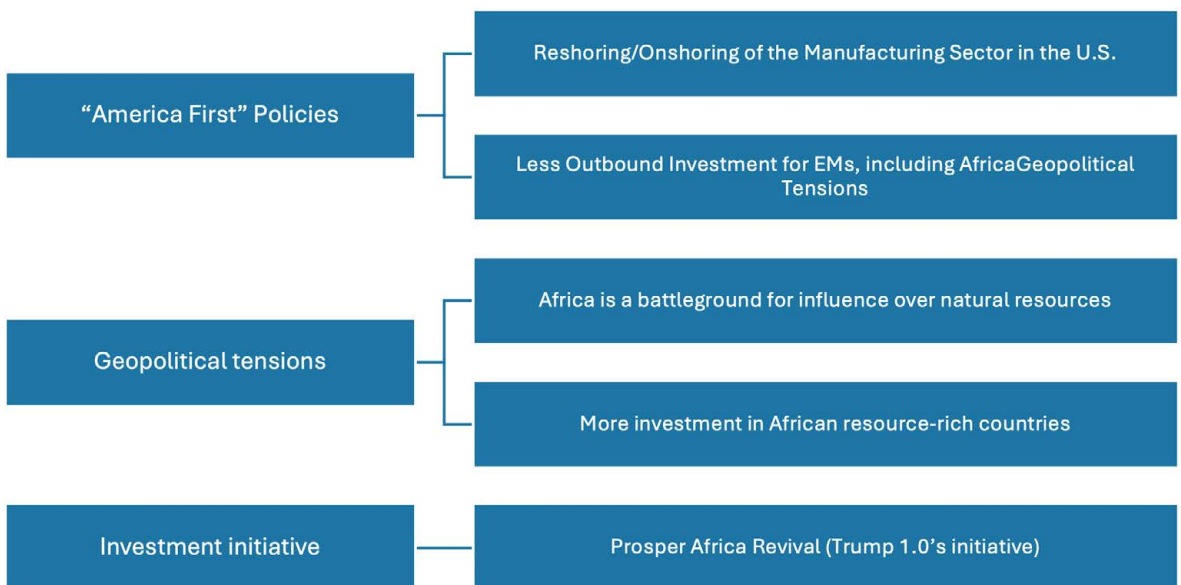 “America First” Policies
Reshoring/Onshoring of the Manufacturing Sector in the U.S.
Less Outbound Investment for EMs, including AfricaGeopolitical
Tensions
Geopolitical tensions
Africa is a battleground for influence over natural resources
More investment in African resource-rich countries
Investment initiative
Prosper Africa Revival (Trump 1.0’s initiative)